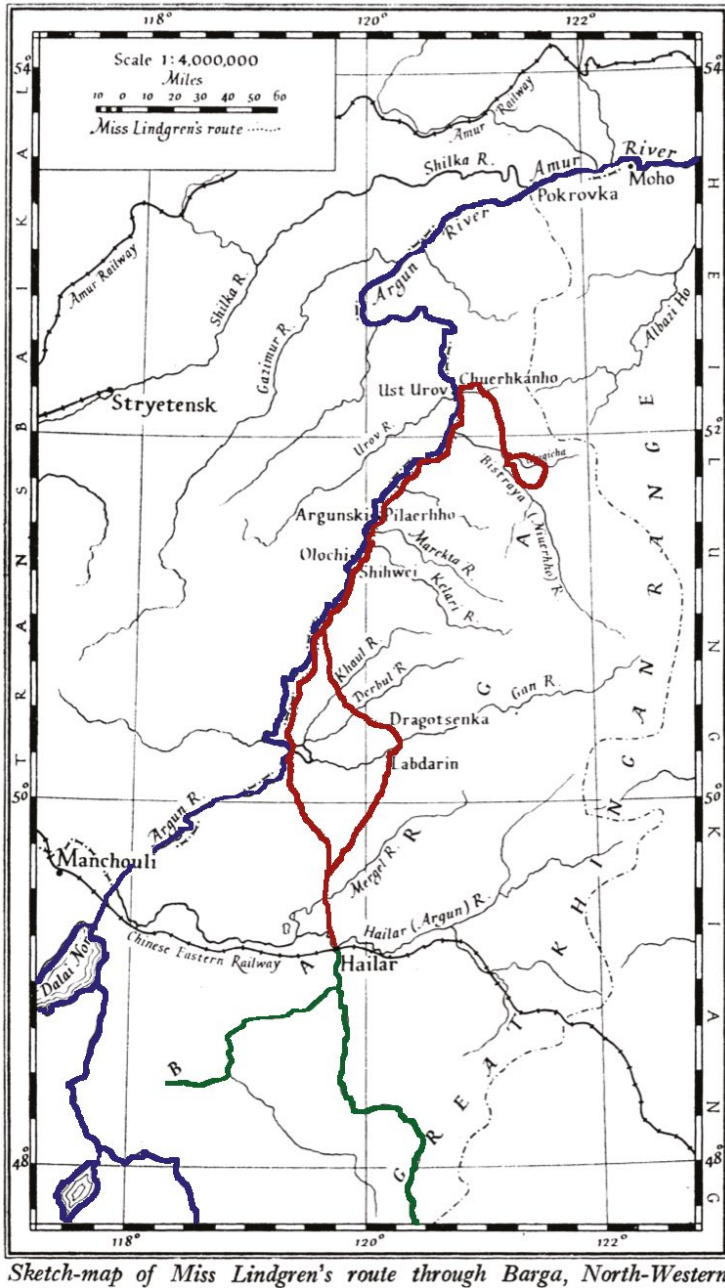 118°
120°
122°
54°
54°
Scale 1:4,000,000
Miles
10 0 10 20 30 40 50 60
Miss Lindgren's route
Amur Railway
Shilka R.
Amur River
Moho
Pokrovka
Argun River
Amur Railway
Shilka R.
Gazimur R.
Albazi Ho
Stryetensk
Chuerhkanho
Ust Urov
52°
52°
Urov R.
Bistraya (Niuerhho) R.
Argunski
Pilaerhho
Marekta R.
Olochi
Shihwei
Kelari R.
Khaul R.
Derbul R.
Gan R.
Dragotsenka
Labdarin
50°
50°
Argun R.
Manchouli
Mergel R.
Hailar (Argun) R.
Chinese Eastern Railway
Hailar
Dalai Nor
BARGA
GREAT KHINGAN RANGE
TRANSBAIKAL
HEILUNGKIANG
48°
48°
118°
120°
122°
Sketch-map of Miss Lindgren's route through Barga, North-Western